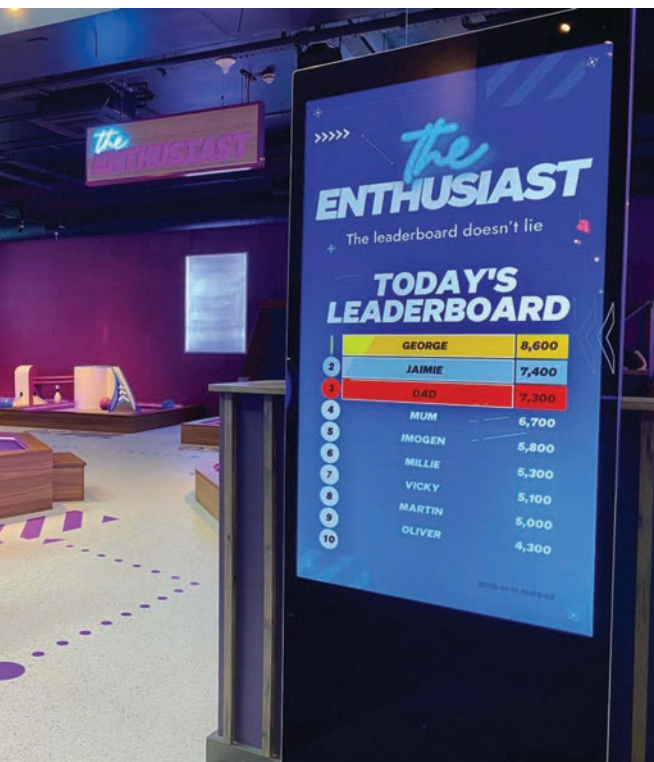 the
ENTHUSIAST
>>>>>
the
ENTHUSIAST
The leaderboard doesn't lie
TODAY'S
LEADERBOARD
GEORGE 8,600
2 JAIMIE 7,400
3 DAD 7,300
4 MUM 6,700
5 IMOGEN 5,800
6 MILLIE 5,300
7 VICKY 5,100
8 MARTIN 5,000
9 OLIVER 4,300
10